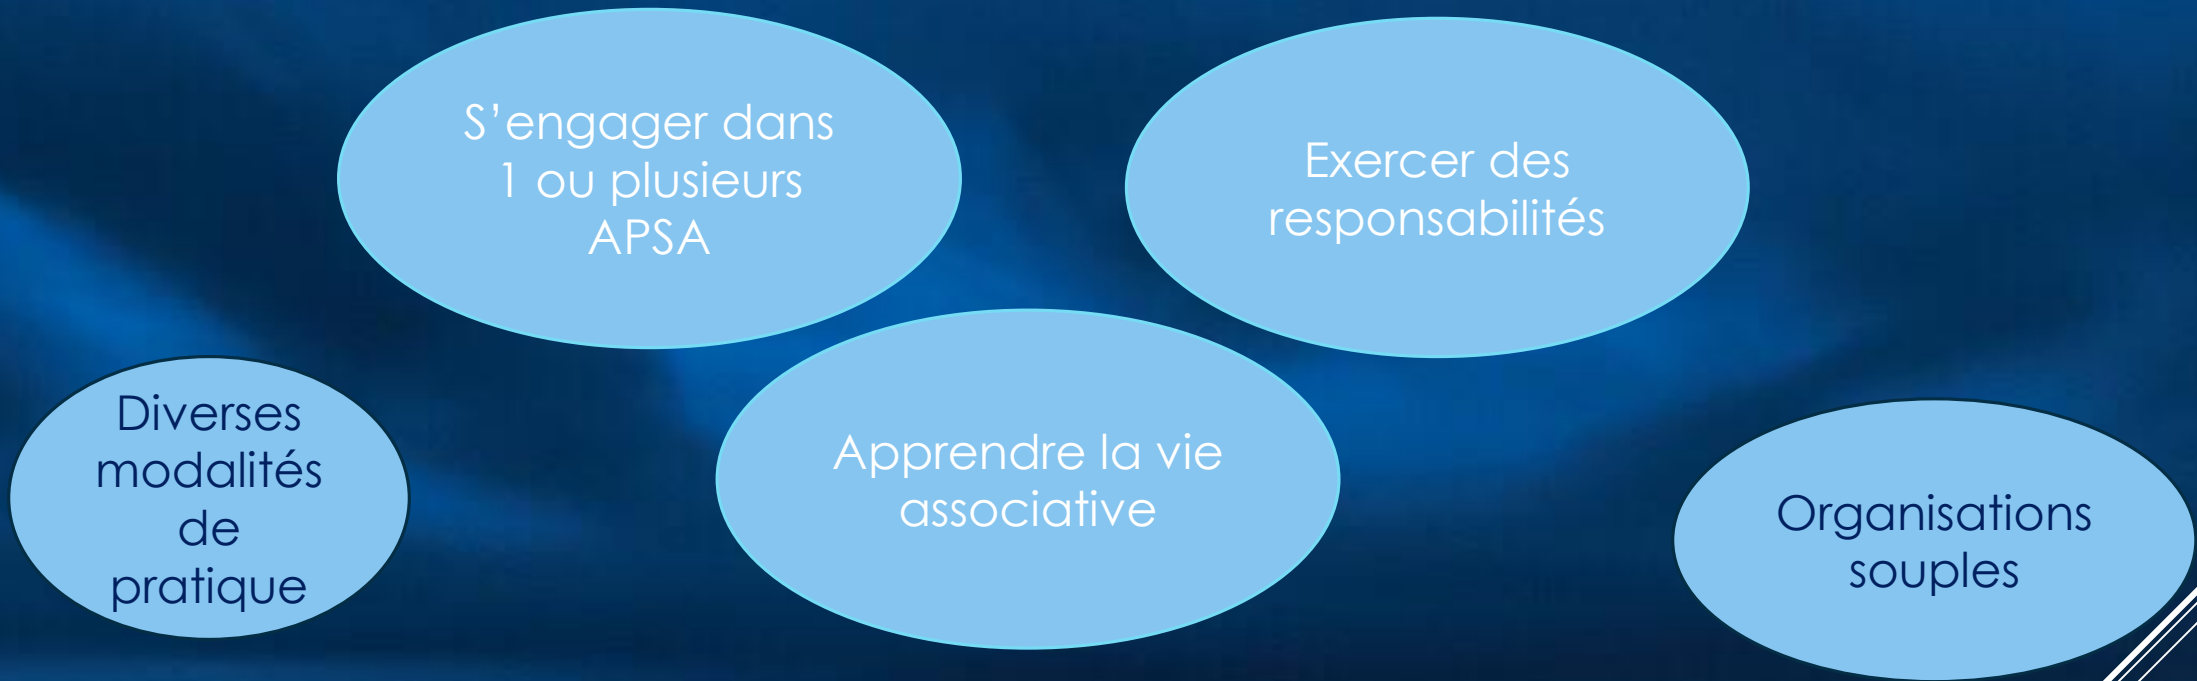 S’engager dans
1 ou plusieurs
APSA
Exercer des
responsabilités
Diverses
modalités
de
pratique
Apprendre la vie
associative
Organisations
souples